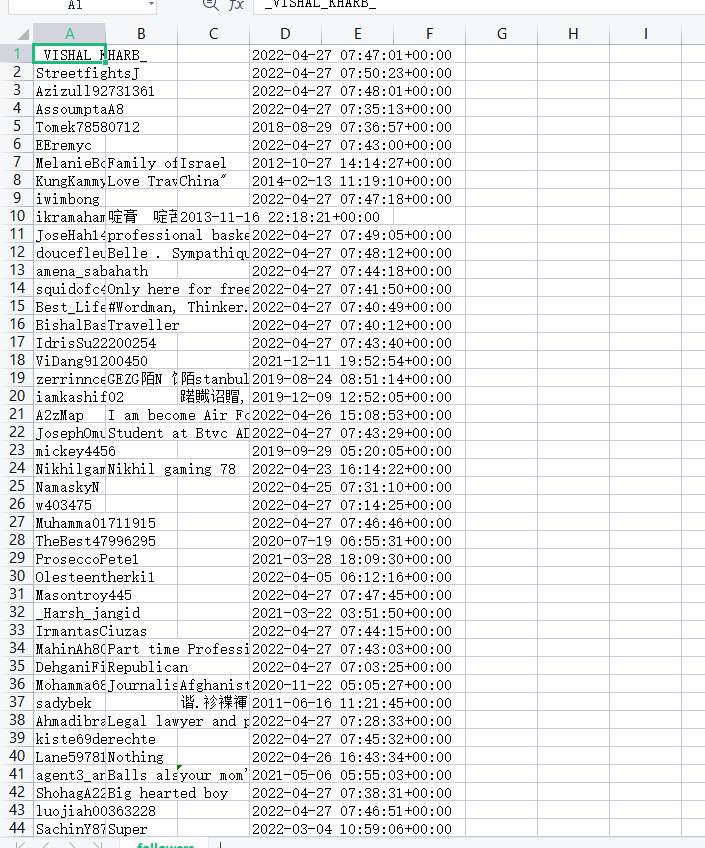 A1 fx _VISHAL_KHARB_
A B C D E F G H I
1 _VISHAL_KHARB_ 2022-04-27 07:47:01+00:00
2 StreetfightsJ 2022-04-27 07:50:23+00:00
3 Azizull92731361 2022-04-27 07:48:01+00:00
4 AssoumptaA8 2022-04-27 07:35:13+00:00
5 Tomek78580712 2018-08-29 07:36:57+00:00
6 EEremyc 2022-04-27 07:43:00+00:00
7 MelanieBo Family of Israel 2012-10-27 14:14:27+00:00
8 KungKammy Love Trav China" 2014-02-13 11:19:10+00:00
9 iwimbong 2022-04-27 07:47:18+00:00
10 ikramaham 啶膏 啶 2013-11-16 22:18:21+00:00
11 JoseHah14 professional baske 2022-04-27 07:49:05+00:00
12 doucefleu Belle . Sympathiqu 2022-04-27 07:48:12+00:00
13 amena_sabahath 2022-04-27 07:44:18+00:00
14 squidofc4 Only here for free 2022-04-27 07:41:50+00:00
15 Best_Life #Wordman, Thinker. 2022-04-27 07:40:49+00:00
16 BishalBas Traveller 2022-04-27 07:40:12+00:00
17 IdrisSu22200254 2022-04-27 07:43:40+00:00
18 ViDang91200450 2021-12-11 19:52:54+00:00
19 zerrinnce GEZG陌N 陌stanbul 2019-08-24 08:51:14+00:00
20 iamkashif02 2019-12-09 12:52:05+00:00
21 A2zMap I am become Air Fo 2022-04-26 15:08:53+00:00
22 JosephOmu Student at Btvc AD 2022-04-27 07:43:29+00:00
23 mickey4456 2019-09-29 05:20:05+00:00
24 Nikhilgam Nikhil gaming 78 2022-04-23 16:14:22+00:00
25 NamaskyN 2022-04-25 07:31:10+00:00
26 w403475 2022-04-27 07:14:25+00:00
27 Muhamma01711915 2022-04-27 07:46:46+00:00
28 TheBest47996295 2020-07-19 06:55:31+00:00
29 ProseccoPete1 2021-03-28 18:09:30+00:00
30 Olesteentherki1 2022-04-05 06:12:16+00:00
31 Masontroy445 2022-04-27 07:47:45+00:00
32 _Harsh_jangid 2021-03-22 03:51:50+00:00
33 IrmantasCiuzas 2022-04-27 07:44:15+00:00
34 MahinAh80 Part time Professi 2022-04-27 07:43:03+00:00
35 DehganiFi Republican 2022-04-27 07:03:25+00:00
36 Mohamma68 Journalis Afghanist 2020-11-22 05:05:27+00:00
37 sadybek 2011-06-16 11:21:45+00:00
38 Ahmadibra Legal lawyer and p 2022-04-27 07:28:33+00:00
39 kiste69derechte 2022-04-27 07:45:32+00:00
40 Lane59781 Nothing 2022-04-26 16:43:34+00:00
41 agent3_an Balls als your mom' 2021-05-06 05:55:03+00:00
42 ShohagA22 Big hearted boy 2022-04-27 07:38:31+00:00
43 luojiah00363228 2022-04-27 07:46:51+00:00
44 SachinY87 Super 2022-03-04 10:59:06+00:00
followers